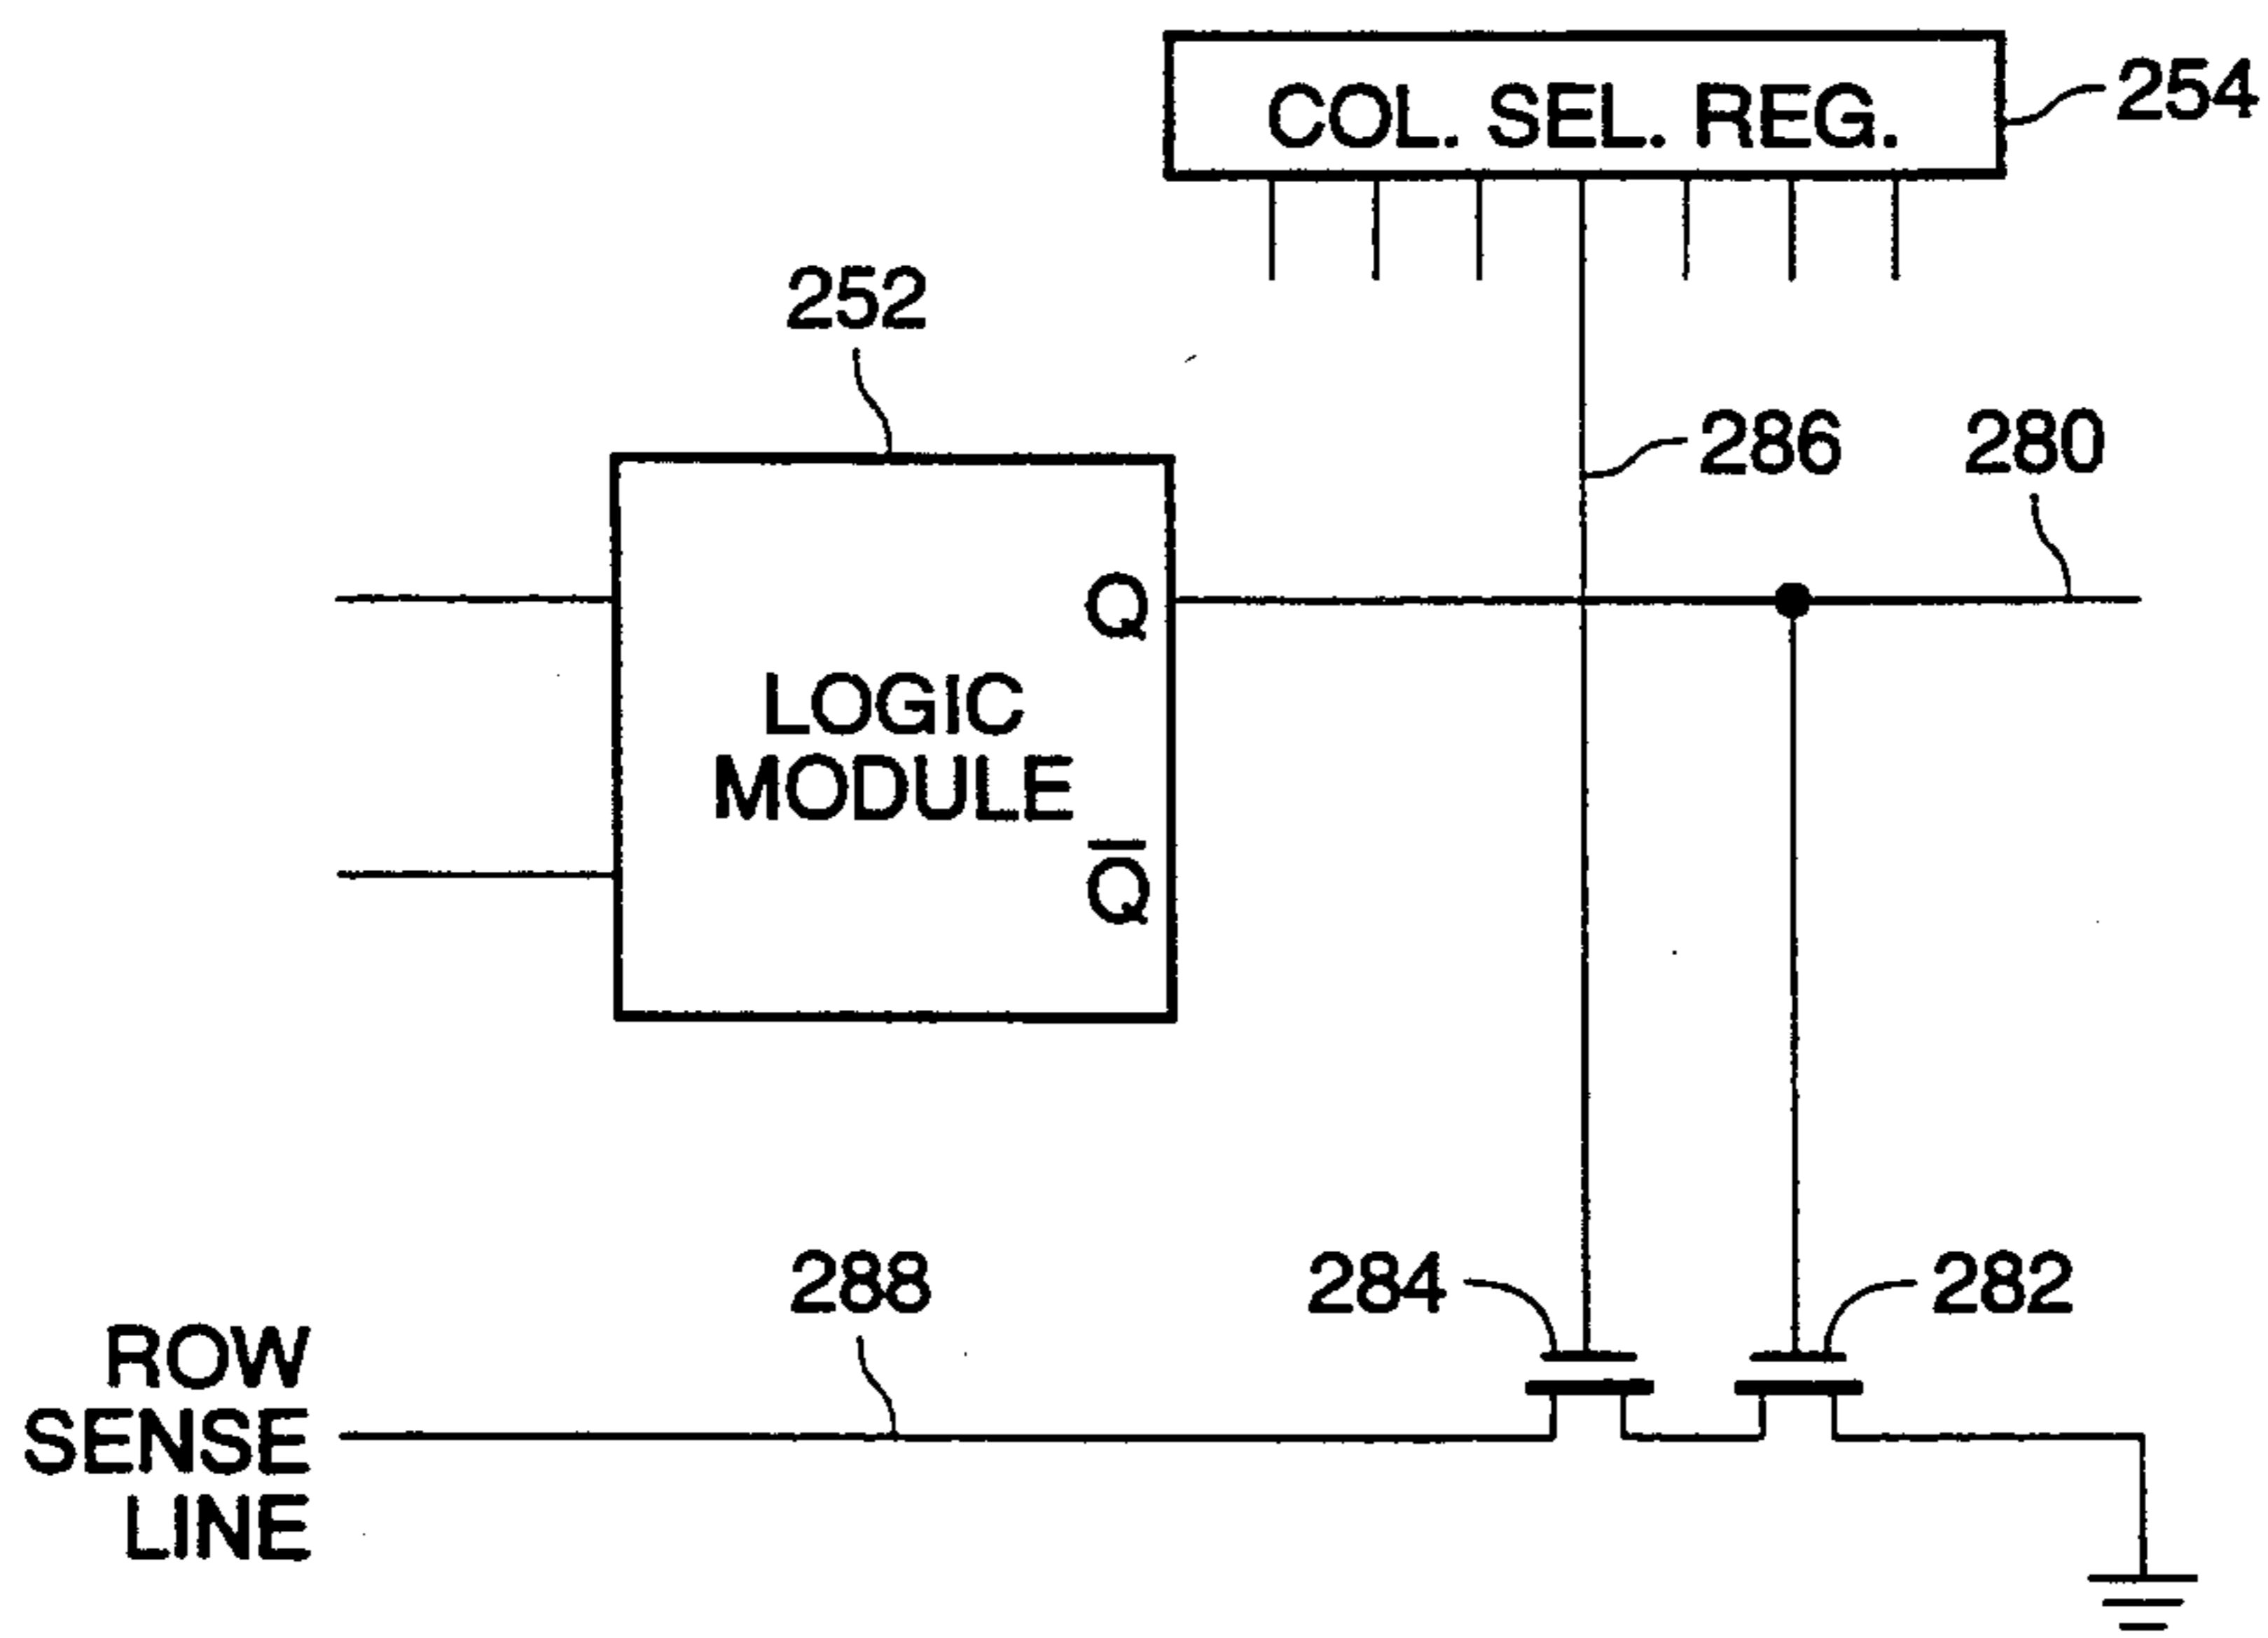 COL. SEL. REG.
254
252
286
280
Q
LOGIC
MODULE
Q̅
288
284
282
ROW
SENSE
LINE